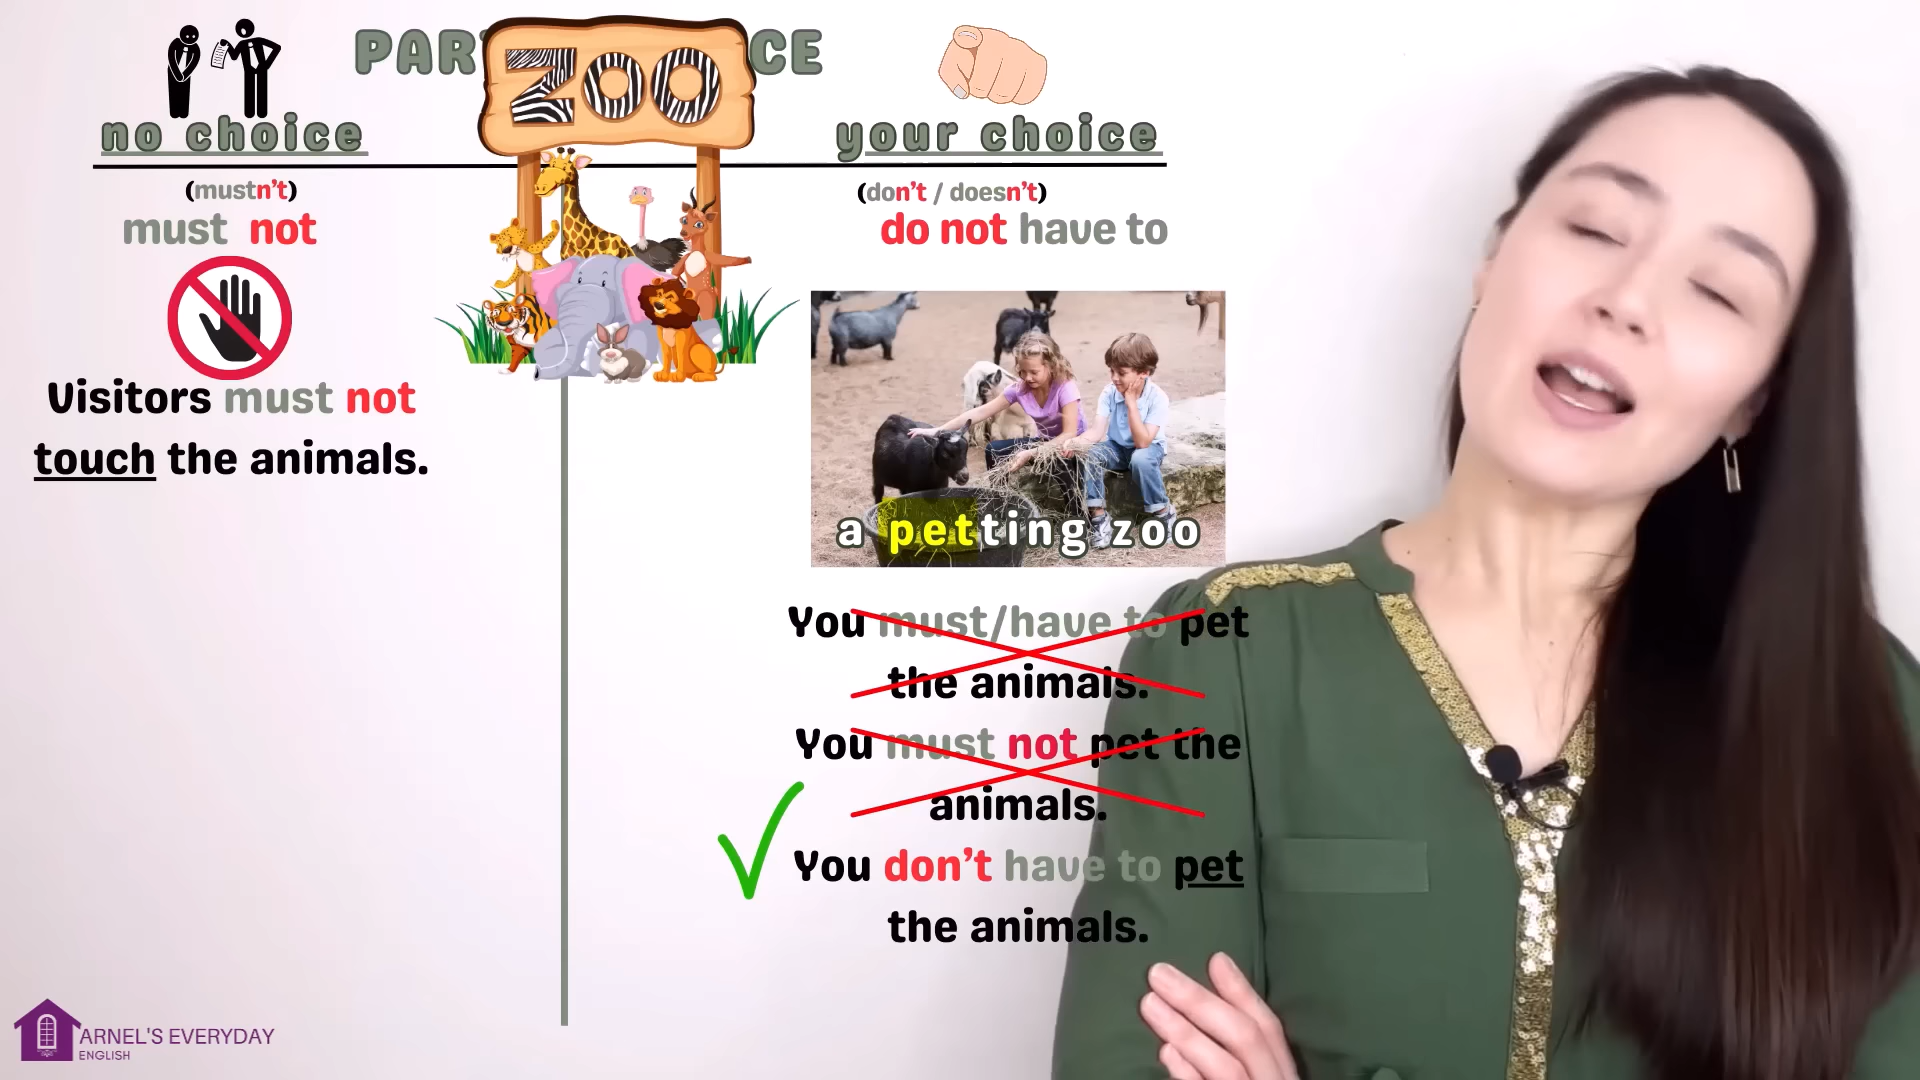 PAR CE
ZOO
no choice
your choice
(mustn't)
must not
(don't / doesn't)
do not have to
Visitors must not
touch the animals.
a petting zoo
You must/have to pet
the animals.
You must not pet the
animals.
You don't have to pet
the animals.
ARNEL'S EVERYDAY
ENGLISH